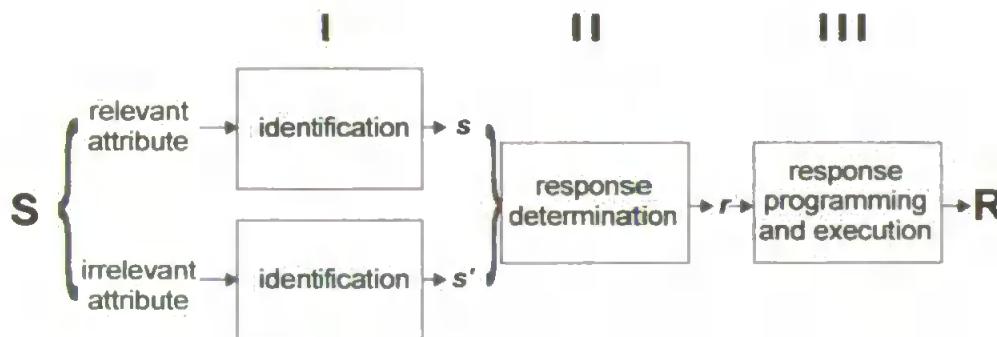 I II III
relevant
attribute
identification
s
S
response
determination
r
response
programming
and execution
R
irrelevant
attribute
identification
s'